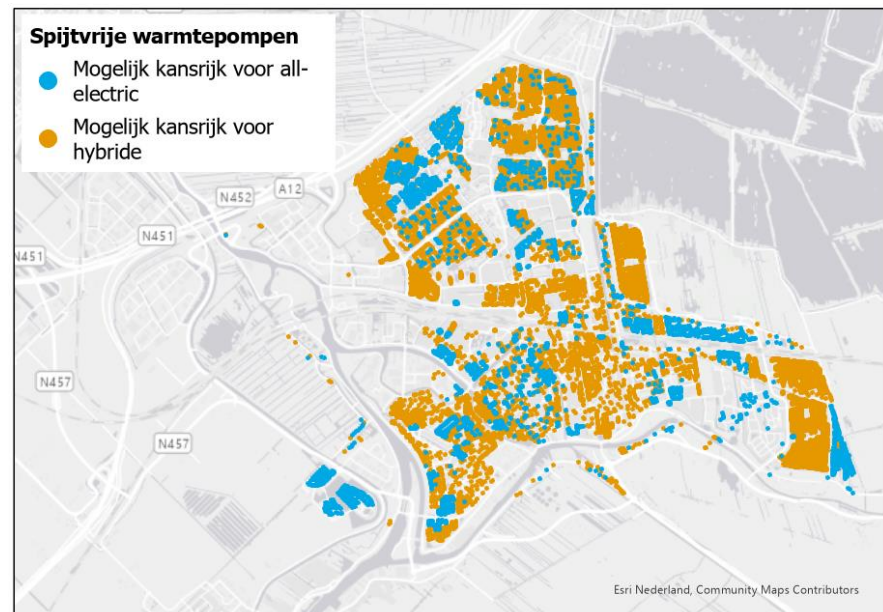 Spijtvrije warmtepompen
Mogelijk kansrijk voor all-
electric
Mogelijk kansrijk voor
hybride
N452
A12
N451
N451
N457
N457
Esri Nederland, Community Maps Contributors